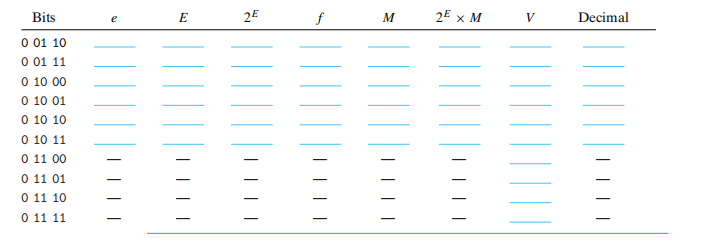 Bits e E 2^E f M 2^E × M V Decimal
0 01 10
0 01 11
0 10 00
0 10 01
0 10 10
0 10 11
0 11 00 — — — — — — —
0 11 01 — — — — — — —
0 11 10 — — — — — — —
0 11 11 — — — — — — —